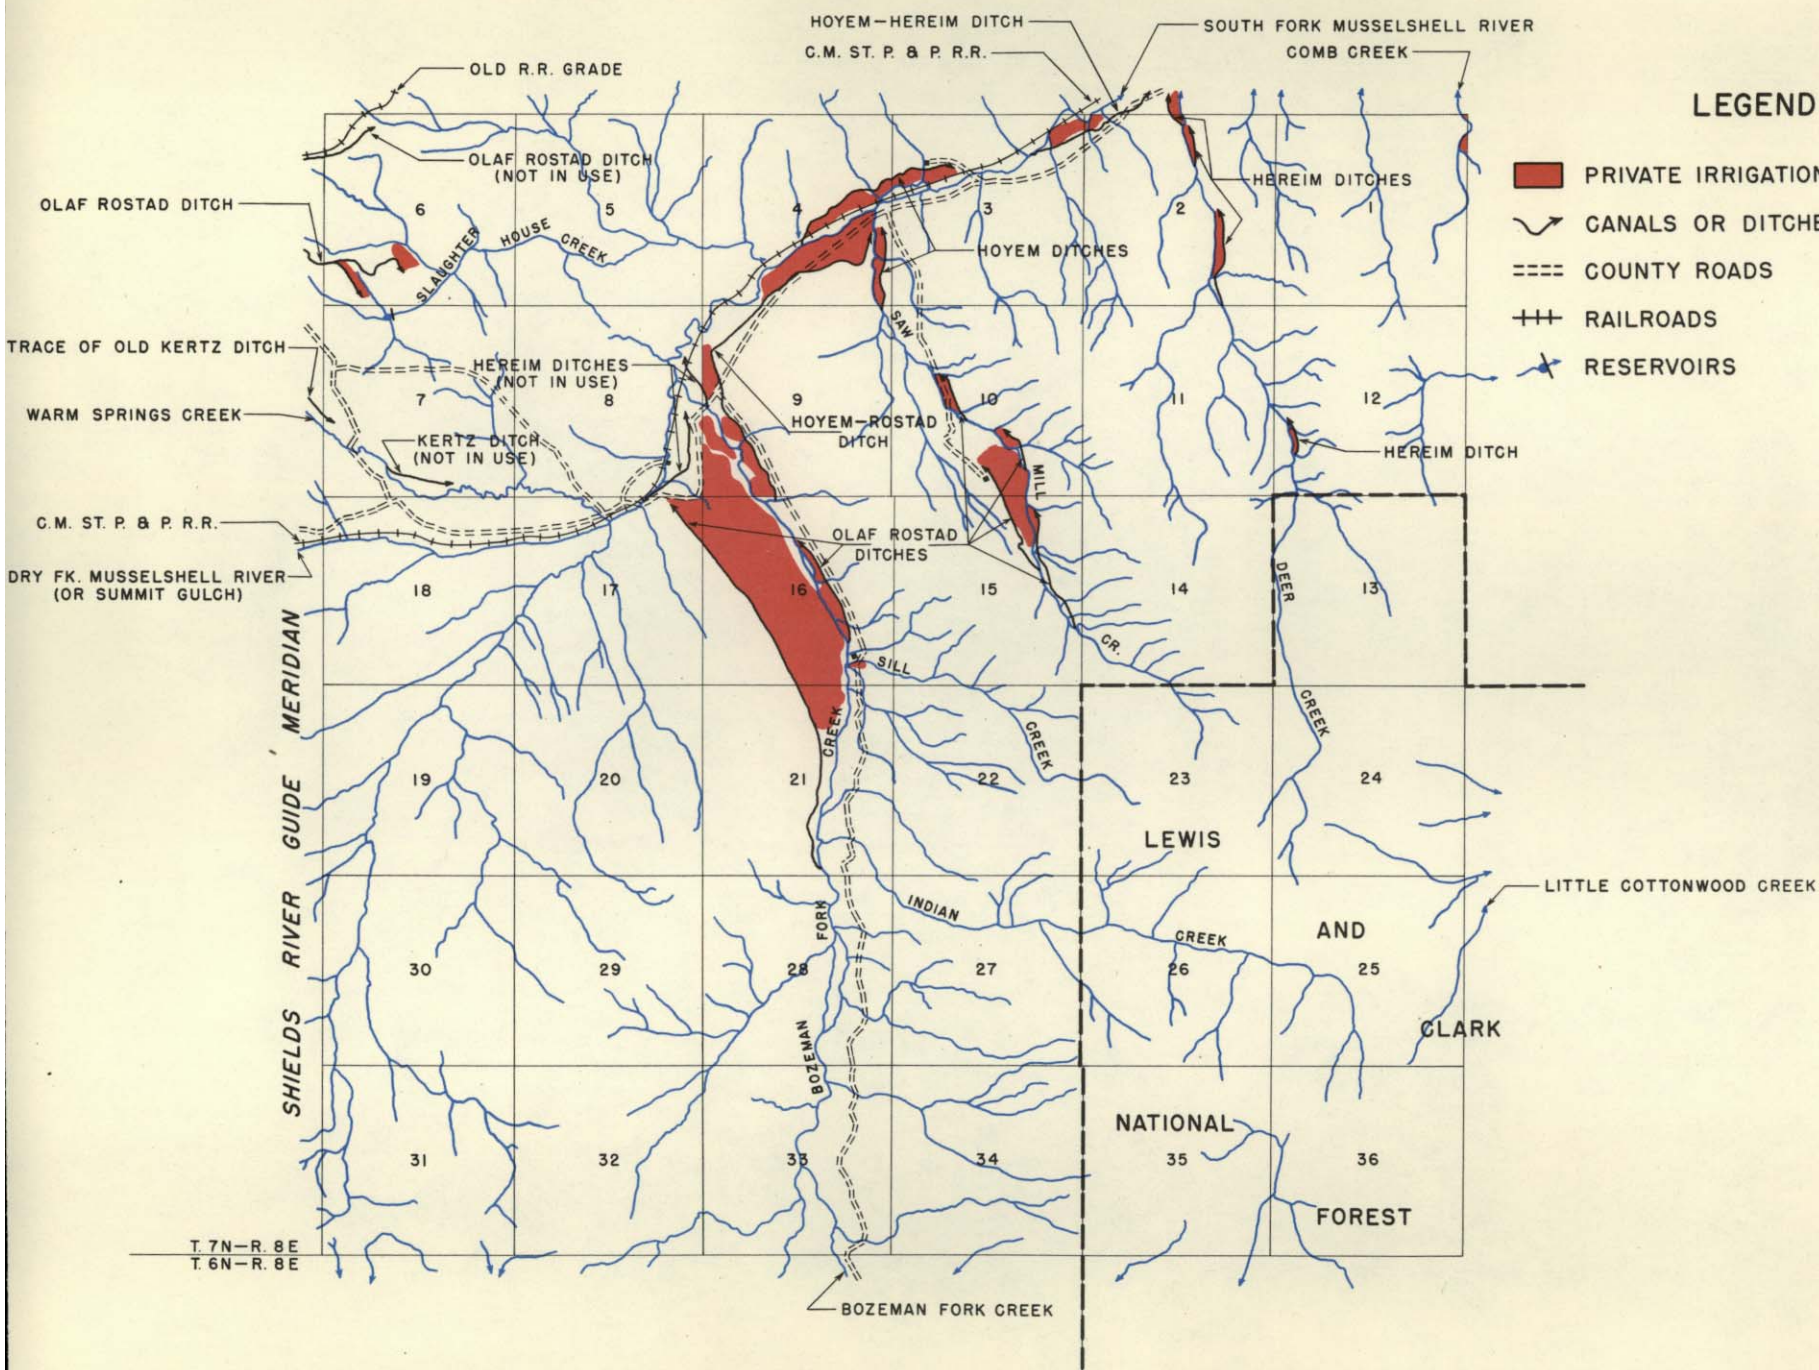 HOYEM-HEREIM DITCH
SOUTH FORK MUSSELSHELL RIVER
C.M. ST. P. & P. R.R.
COMB CREEK
OLD R.R. GRADE
LEGEND
OLAF ROSTAD DITCH
(NOT IN USE)
PRIVATE IRRIGATION
HEREIM DITCHES
OLAF ROSTAD DITCH
6
5
4
3
2
1
CANALS OR DITCHE
SLAUGHTER HOUSE CREEK
HOYEM DITCHES
COUNTY ROADS
SAW
RAILROADS
TRACE OF OLD KERTZ DITCH
HEREIM DITCHES
(NOT IN USE)
RESERVOIRS
7
8
9
10
11
12
WARM SPRINGS CREEK
HOYEM-ROSTAD
DITCH
KERTZ DITCH
(NOT IN USE)
HEREIM DITCH
MILL
C.M. ST. P. & P. R.R.
OLAF ROSTAD
DITCHES
DRY FK. MUSSELSHELL RIVER
(OR SUMMIT GULCH)
18
17
16
15
14
DEER
13
CR.
SILL
CREEK
CREEK
CREEK
19
20
21
22
23
24
LEWIS
LITTLE COTTONWOOD CREEK
INDIAN
CREEK
FORK
AND
30
29
28
27
26
25
CLARK
BOZEMAN
NATIONAL
31
32
33
34
35
36
FOREST
SHIELDS RIVER GUIDE MERIDIAN
T. 7N-R. 8E
T. 6N-R. 8E
BOZEMAN FORK CREEK